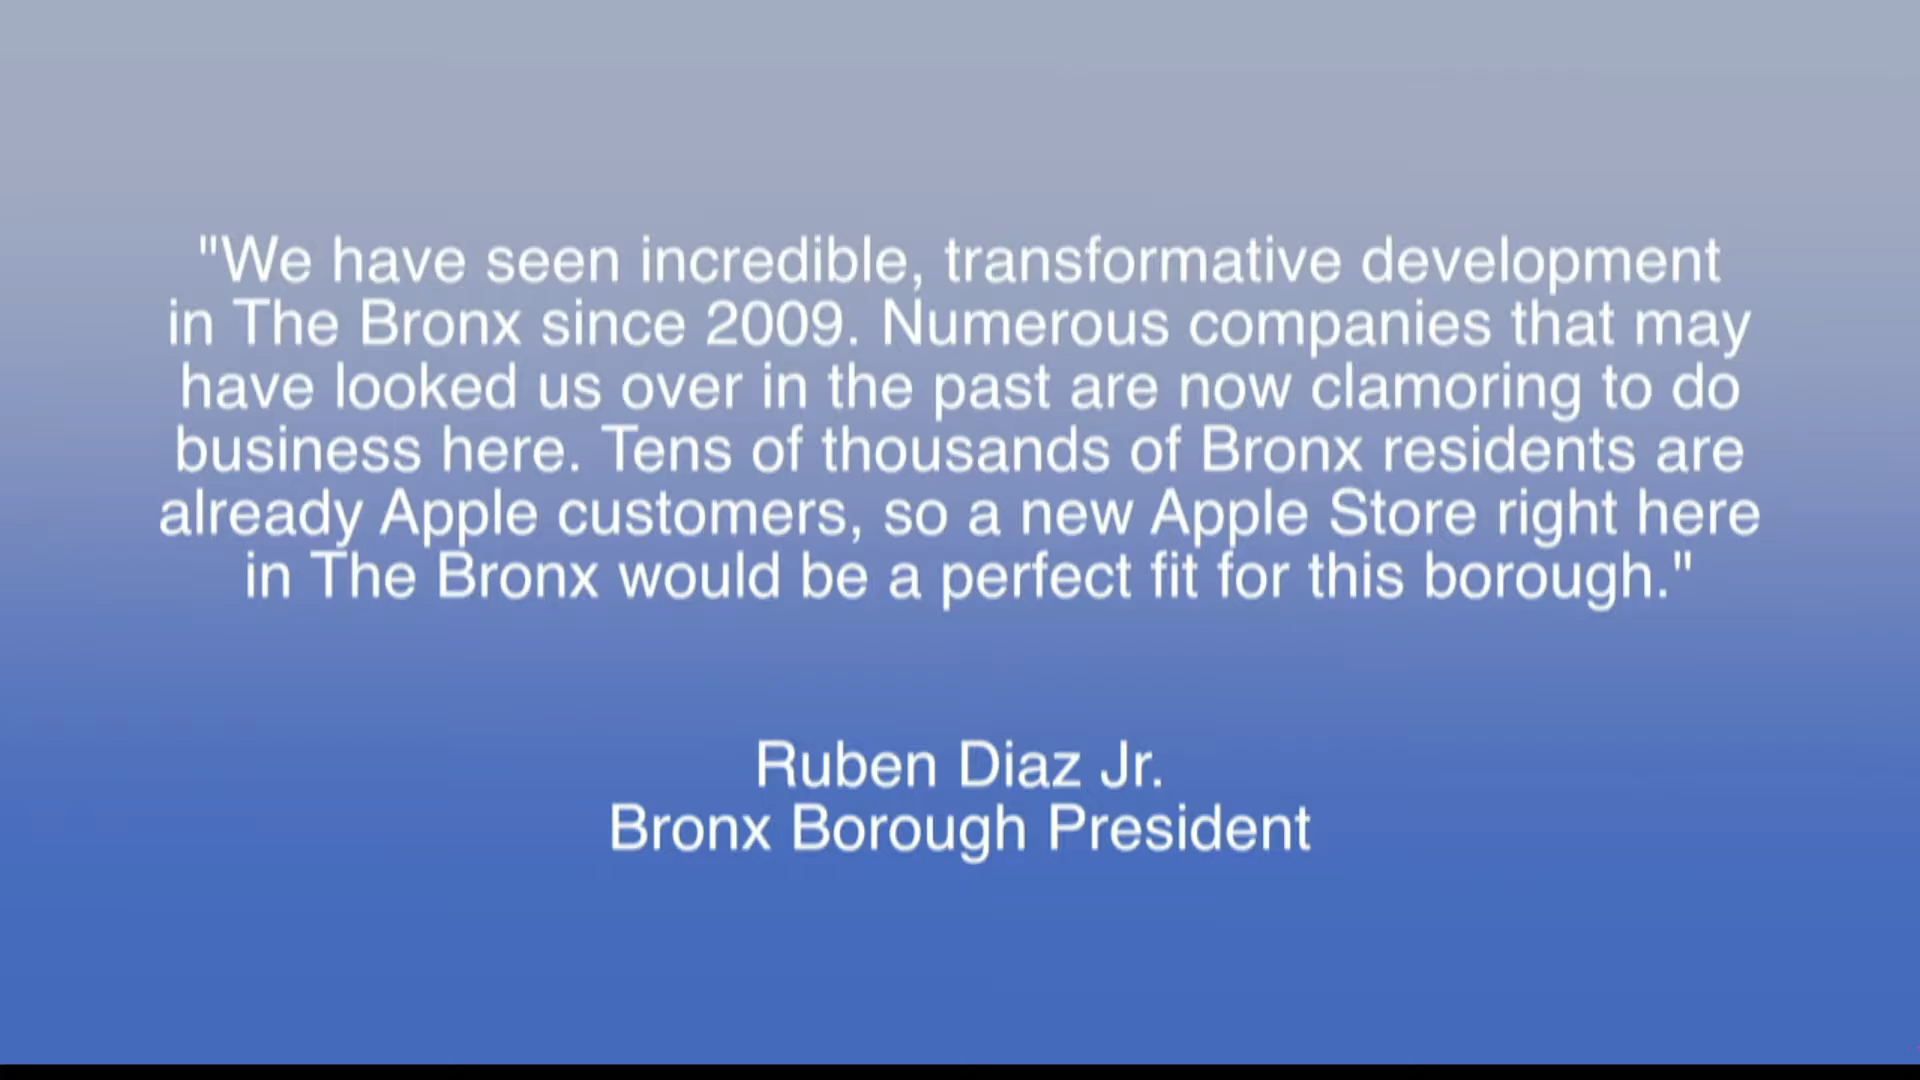 "We have seen incredible, transformative development
in The Bronx since 2009. Numerous companies that may
have looked us over in the past are now clamoring to do
business here. Tens of thousands of Bronx residents are
already Apple customers, so a new Apple Store right here
in The Bronx would be a perfect fit for this borough."
Ruben Diaz Jr.
Bronx Borough President